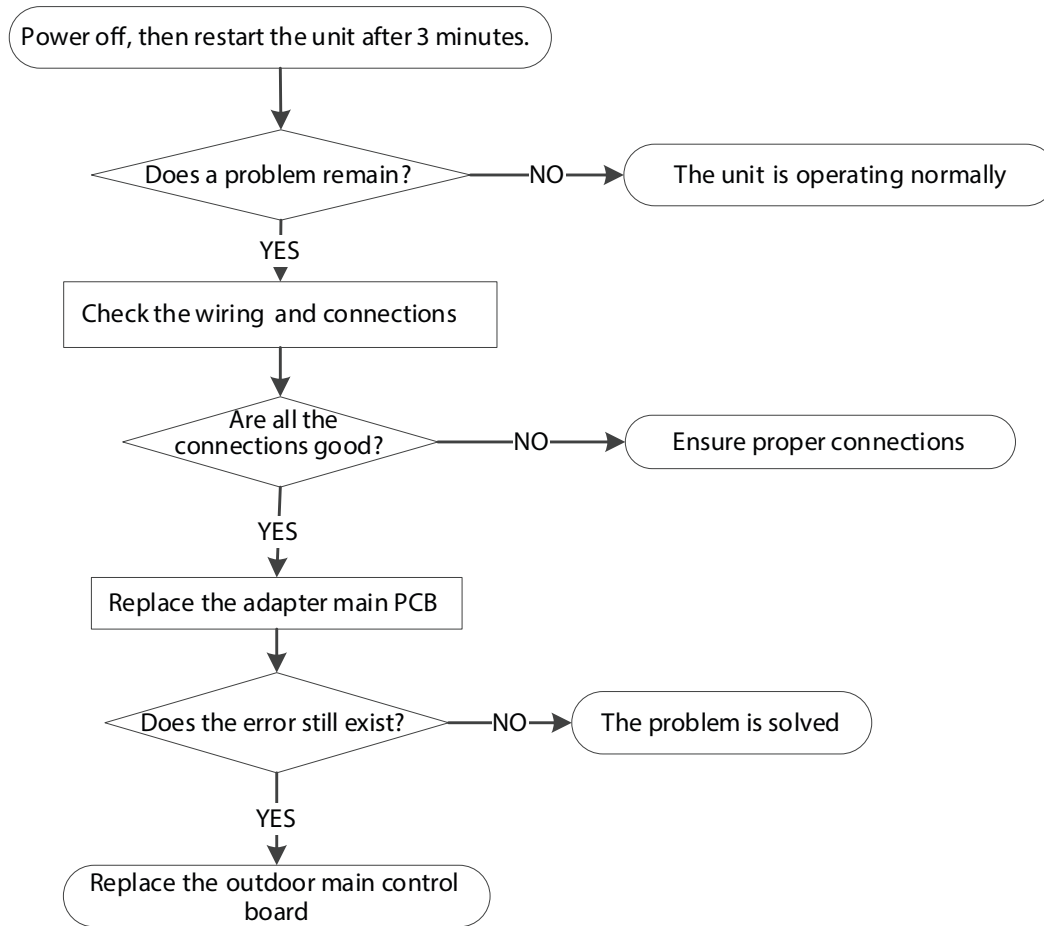 Power off, then restart the unit after 3 minutes.
Does a problem remain?
NO
The unit is operating normally
YES
Check the wiring and connections
Are all the
connections good?
NO
Ensure proper connections
YES
Replace the adapter main PCB
Does the error still exist?
NO
The problem is solved
YES
Replace the outdoor main control
board